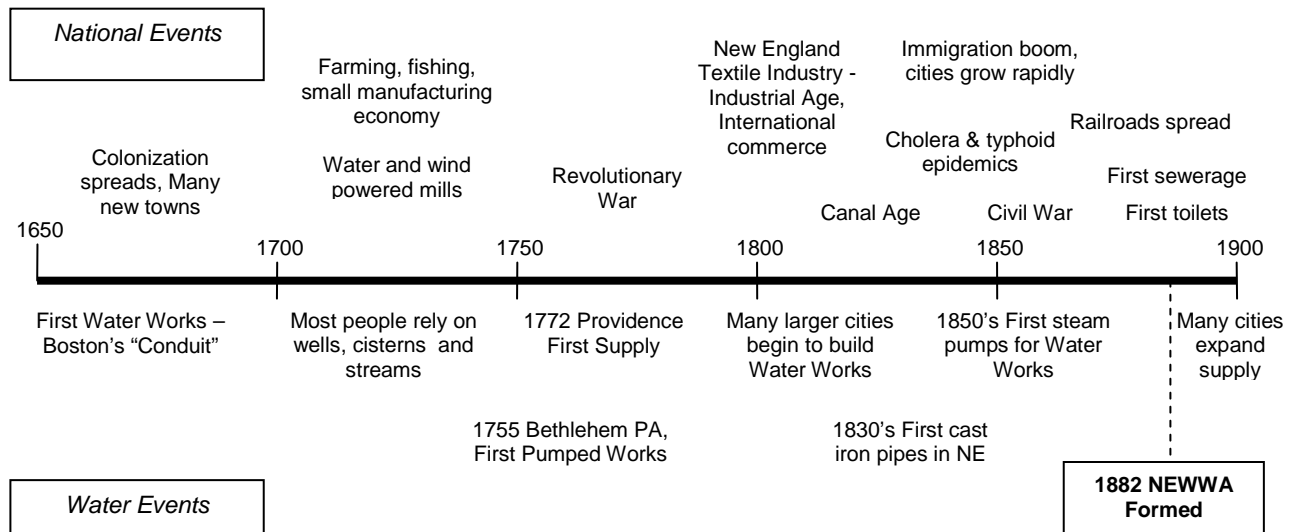 National Events
Farming, fishing,
small manufacturing
economy
New England
Textile Industry -
Industrial Age,
International
commerce
Immigration boom,
cities grow rapidly
Railroads spread
Colonization
spreads, Many
new towns
Water and wind
powered mills
Revolutionary
War
Cholera & typhoid
epidemics
First sewerage
Canal Age
Civil War
First toilets
1650
1700
1750
1800
1850
1900
First Water Works –
Boston's “Conduit”
Most people rely on
wells, cisterns and
streams
1772 Providence
First Supply
Many larger cities
begin to build
Water Works
1850's First steam
pumps for Water
Works
Many cities
expand
supply
1755 Bethlehem PA,
First Pumped Works
1830's First cast
iron pipes in NE
1882 NEWWA
Formed
Water Events